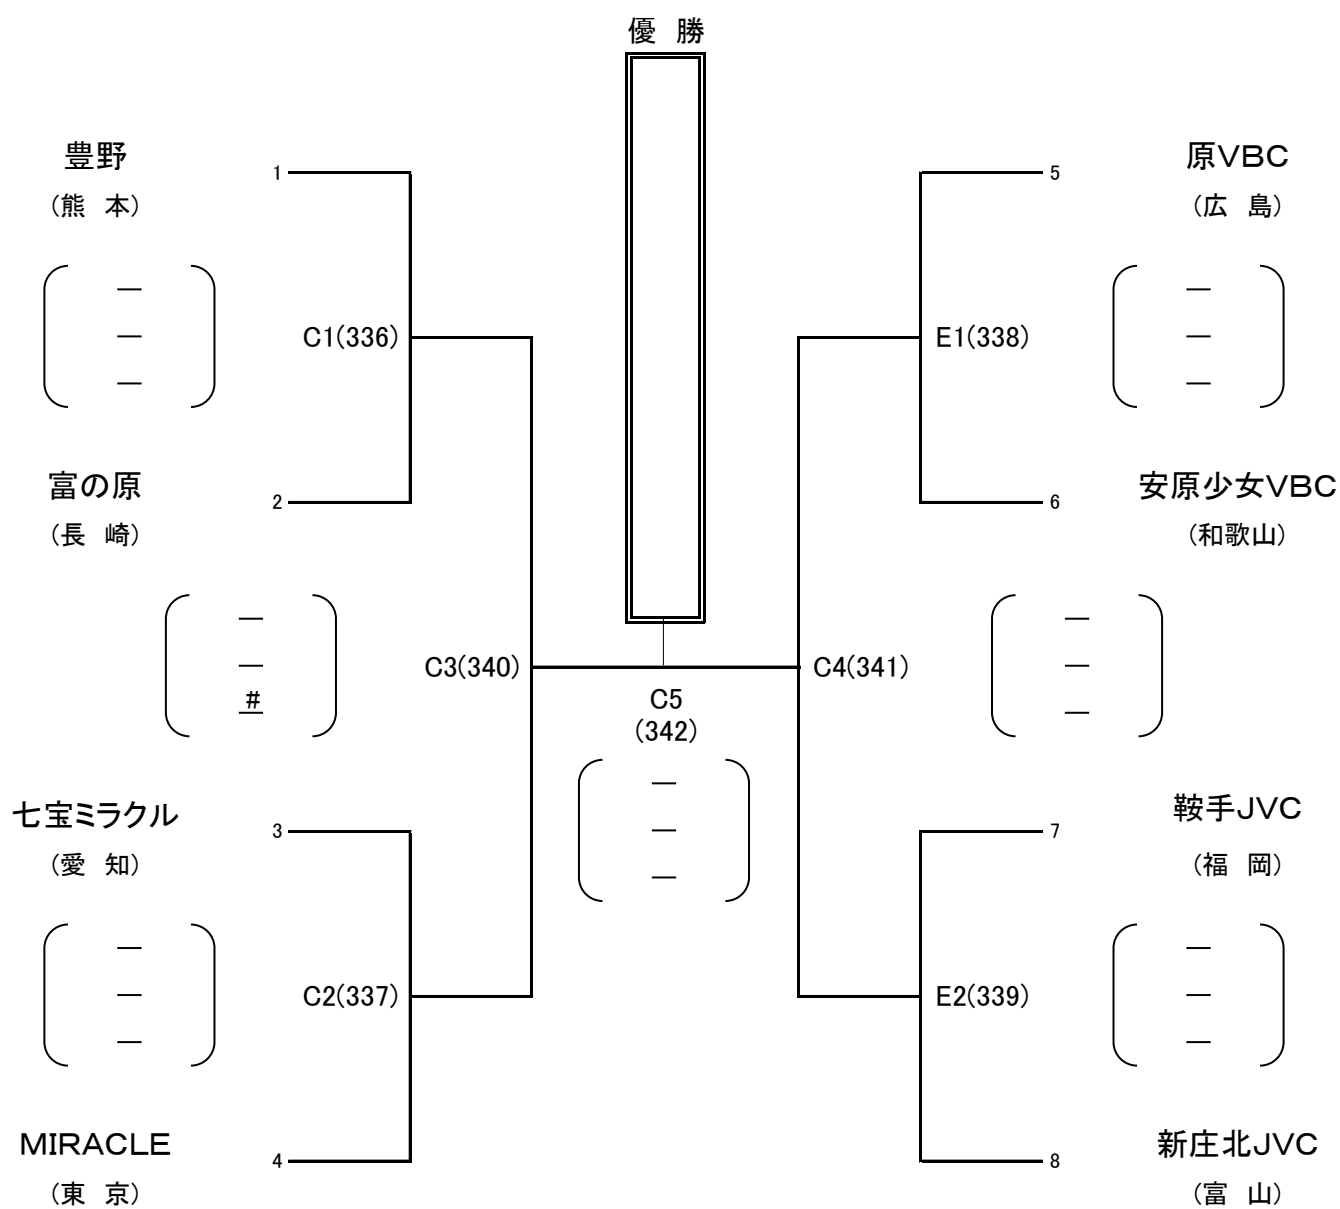 優 勝
豊野
（熊 本）
1
C1(336)
富の原
（長 崎）
2
—
—
—
C3(340)
—
—
#
—
七宝ミラクル
（愛 知）
3
C2(337)
—
—
—
MIRACLE
（東 京）
4
—
—
—
C5
(342)
—
—
—
原VBC
（広 島）
5
E1(338)
—
—
—
安原少女VBC
（和歌山）
6
C4(341)
—
—
—
鞍手JVC
（福 岡）
7
E2(339)
—
—
—
新庄北JVC
（富 山）
8